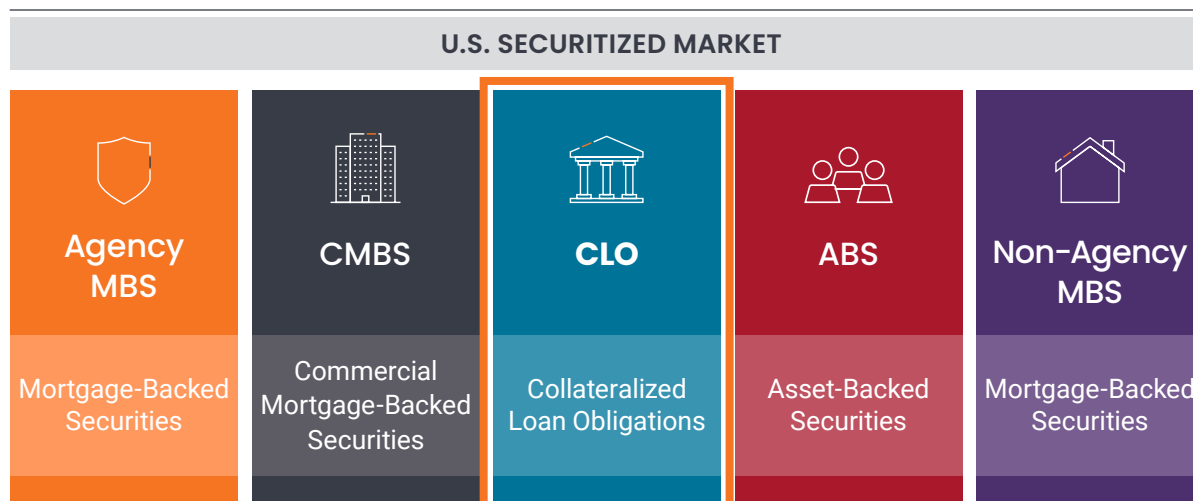 U.S. SECURITIZED MARKET
Agency
MBS
Mortgage-Backed
Securities
CMBS
Commercial
Mortgage-Backed
Securities
CLO
Collateralized
Loan Obligations
ABS
Asset-Backed
Securities
Non-Agency
MBS
Mortgage-Backed
Securities